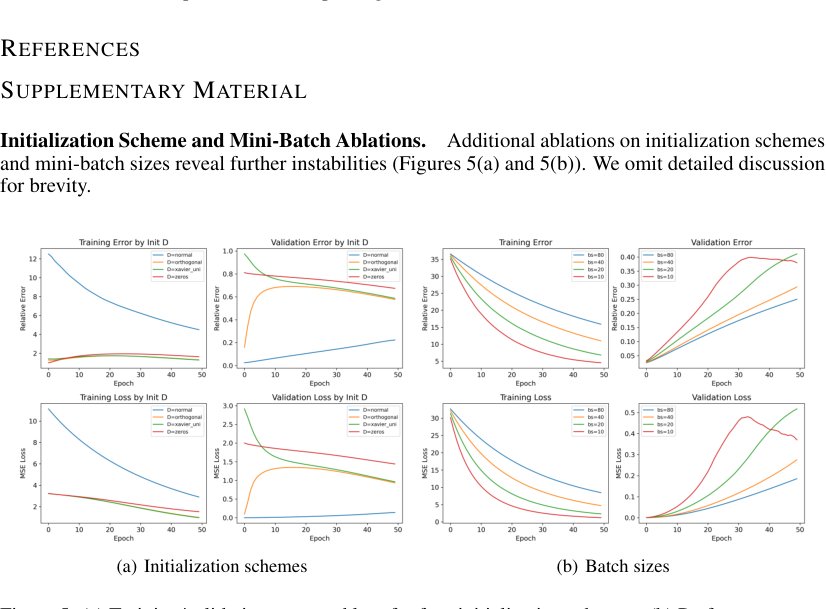 REFERENCES
SUPPLEMENTARY MATERIAL
Initialization Scheme and Mini-Batch Ablations. Additional ablations on initialization schemes
and mini-batch sizes reveal further instabilities (Figures 5(a) and 5(b)). We omit detailed discussion
for brevity.
Training Error by Init D
Relative Error
12
10
8
6
4
2
D=normal
D=orthogonal
D=xavier_uni
D=zeros
0 10 20 30 40 50
Epoch
Validation Error by Init D
Relative Error
1.0
0.8
0.6
0.4
0.2
0.0
D=normal
D=orthogonal
D=xavier_uni
D=zeros
0 10 20 30 40 50
Epoch
Training Error
Relative Error
35
30
25
20
15
10
5
bs=80
bs=40
bs=20
bs=10
0 10 20 30 40 50
Epoch
Validation Error
Relative Error
0.40
0.35
0.30
0.25
0.20
0.15
0.10
0.05
bs=80
bs=40
bs=20
bs=10
0 10 20 30 40 50
Epoch
Training Loss by Init D
MSE Loss
10
8
6
4
2
D=normal
D=orthogonal
D=xavier_uni
D=zeros
0 10 20 30 40 50
Epoch
Validation Loss by Init D
MSE Loss
3.0
2.5
2.0
1.5
1.0
0.5
0.0
D=normal
D=orthogonal
D=xavier_uni
D=zeros
0 10 20 30 40 50
Epoch
Training Loss
MSE Loss
30
25
20
15
10
5
0
bs=80
bs=40
bs=20
bs=10
0 10 20 30 40 50
Epoch
Validation Loss
MSE Loss
0.5
0.4
0.3
0.2
0.1
0.0
bs=80
bs=40
bs=20
bs=10
0 10 20 30 40 50
Epoch
(a) Initialization schemes
(b) Batch sizes